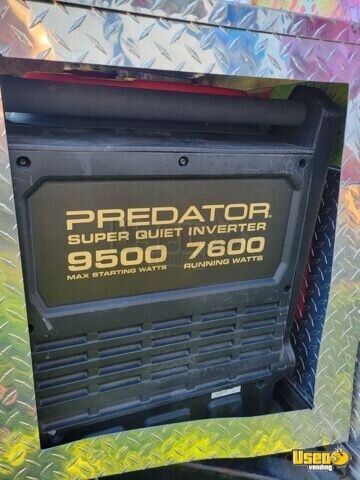 PREDATOR®
SUPER QUIET INVERTER
9500 7600
MAX STARTING WATTS RUNNING WATTS
Used
vending